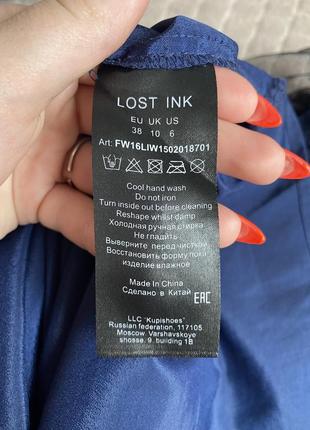 LOST INK
EU UK US
38 10 6
Art: FW16LIW1502018701
Cool hand wash
Do not iron
Turn inside out before cleaning
Reshape whilst damp
Холодная ручная стирка
Не гладить
Выверните перед чисткой
Восстановить форму пока
изделие влажное
Made In China
Сделано в Китай
EAC
LLC "Kupishoes"
Russian federation, 117105
Moscow. Varshavskoye
shosse. 9. building 1B